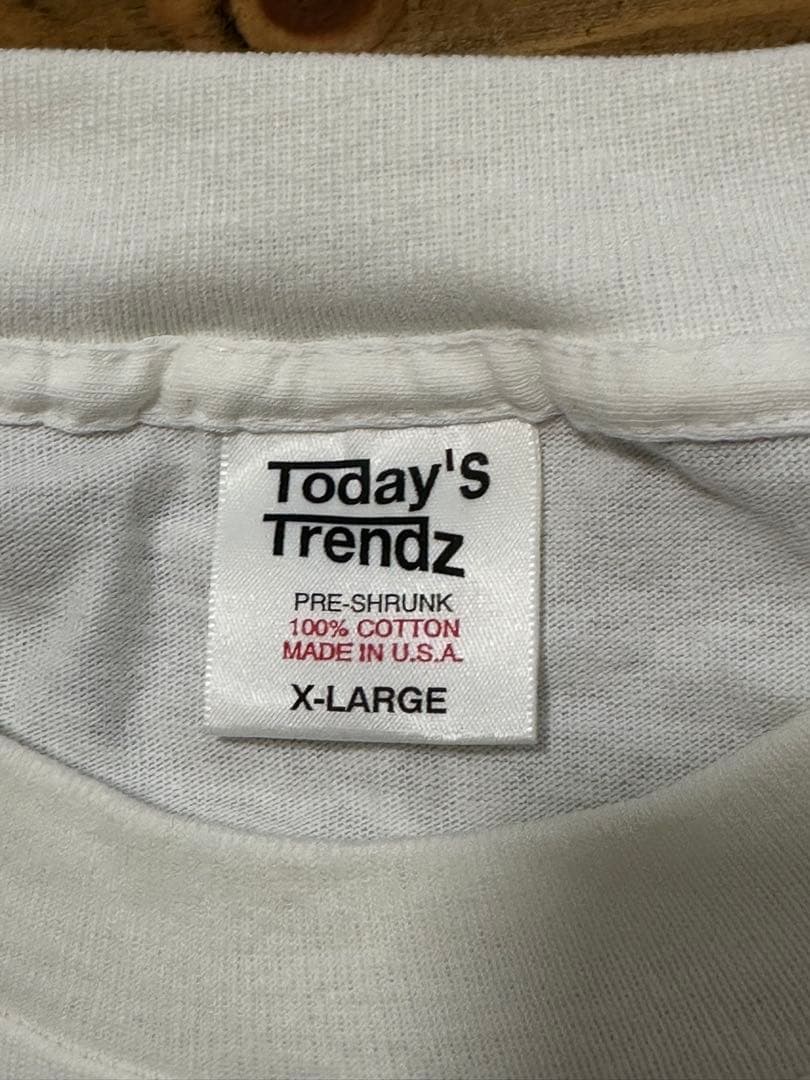 Today'S
Trendz
PRE-SHRUNK
100% COTTON
MADE IN U.S.A.
X-LARGE